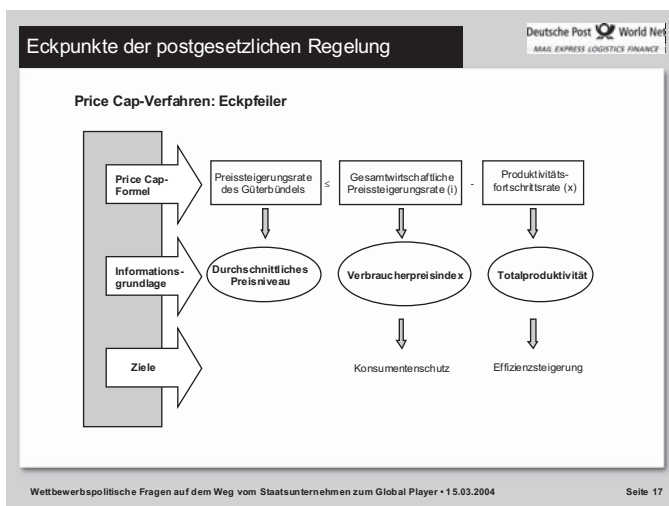 Eckpunkte der postgesetzlichen Regelung
Deutsche Post World Net
MAIL EXPRESS LOGISTICS FINANCE
Price Cap-Verfahren: Eckpfeiler
Price Cap-
Formel
Preissteigerungsrate
des Güterbündels
≤
Gesamtwirtschaftliche
Preissteigerungsrate (i)
-
Produktivitäts-
fortschrittsrate (x)
Informations-
grundlage
Durchschnittliches
Preisniveau
Verbraucherpreisindex
Totalproduktivität
Ziele
Konsumentenschutz
Effizienzsteigerung
Wettbewerbspolitische Fragen auf dem Weg vom Staatsunternehmen zum Global Player • 15.03.2004
Seite 17